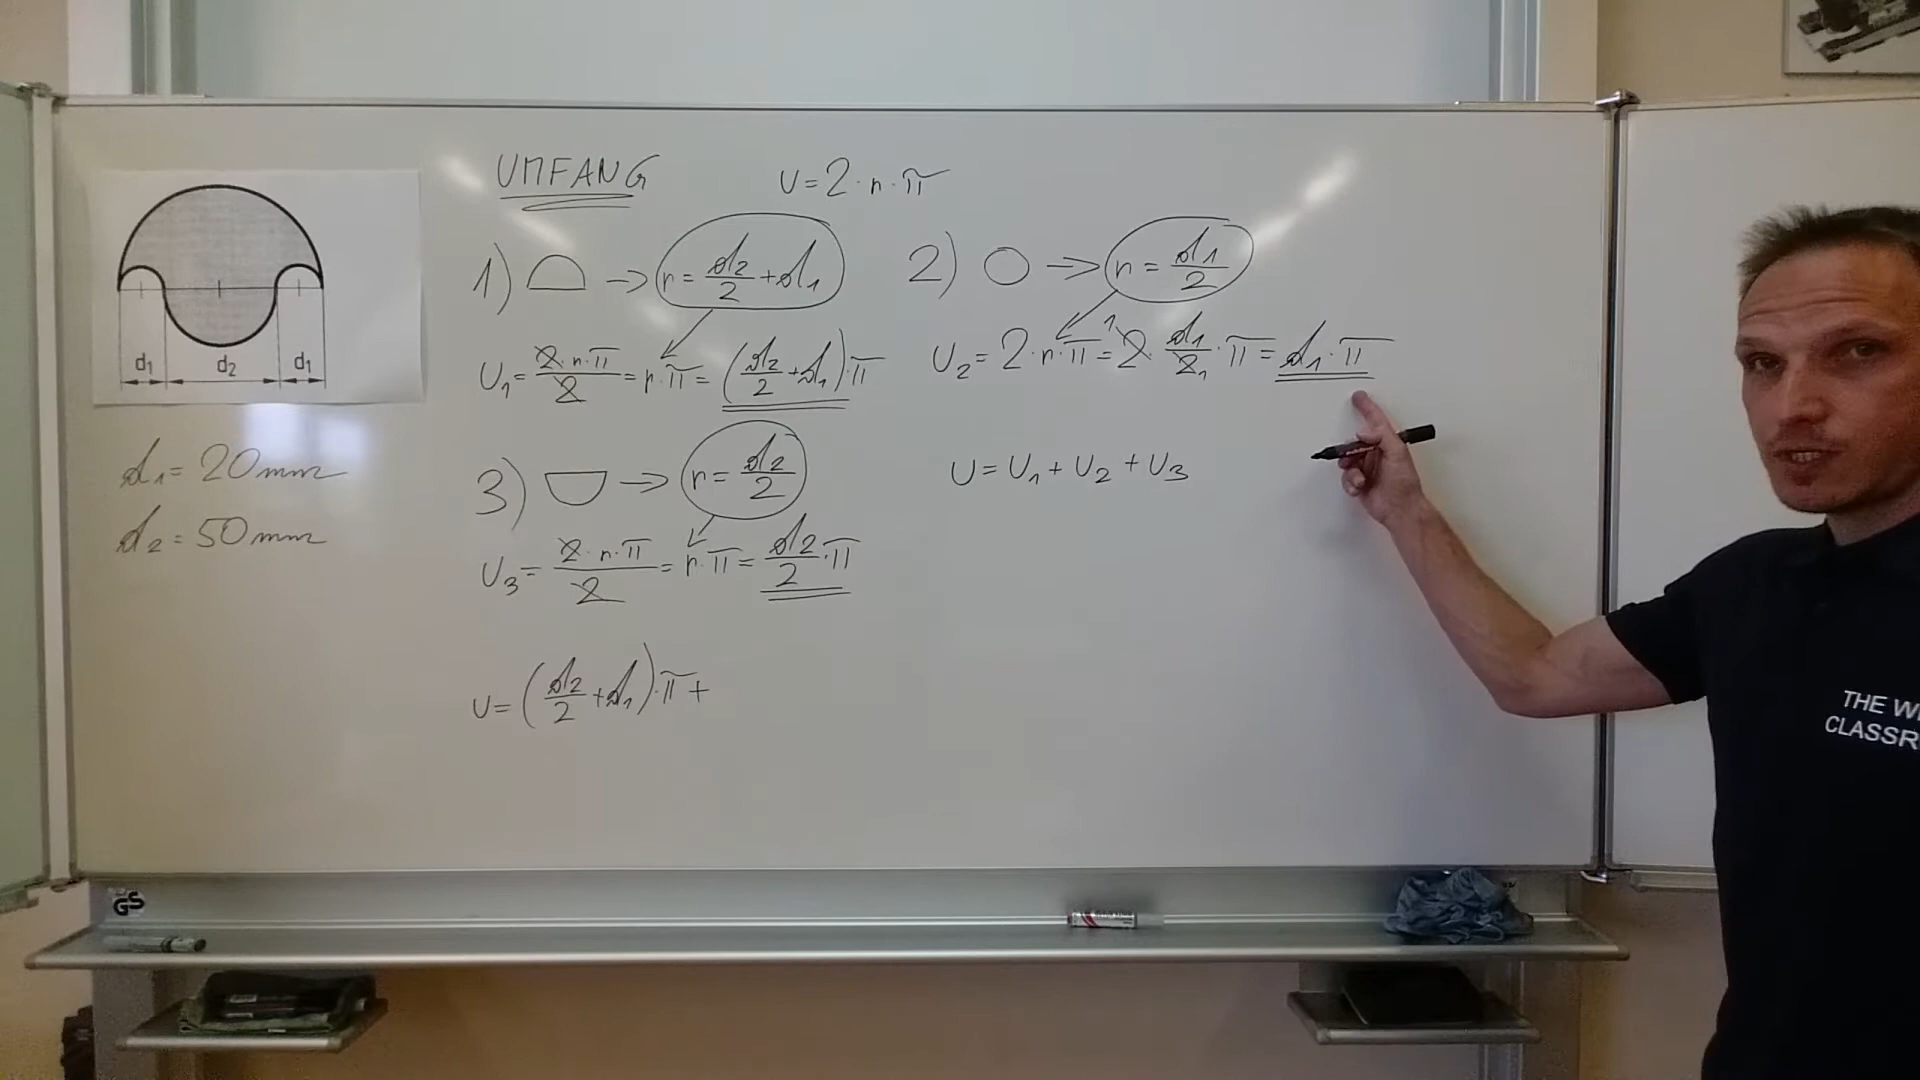 UMFANG
U = 2 · r · π
1) → r = d₂/2 + d₁
U₁ = 2 · r · π / 2 = r · π = (d₂/2 + d₁) · π
2) → r = d₁/2
U₂ = 2 · r · π = 2 · d₁/2 · π = d₁ · π
d₁ d₂ d₁
d₁ = 20mm
d₂ = 50mm
3) → r = d₂/2
U₃ = 2 · r · π / 2 = r · π = d₂/2 · π
U = U₁ + U₂ + U₃
U = (d₂/2 + d₁) · π +
THE
CLASSR
GS